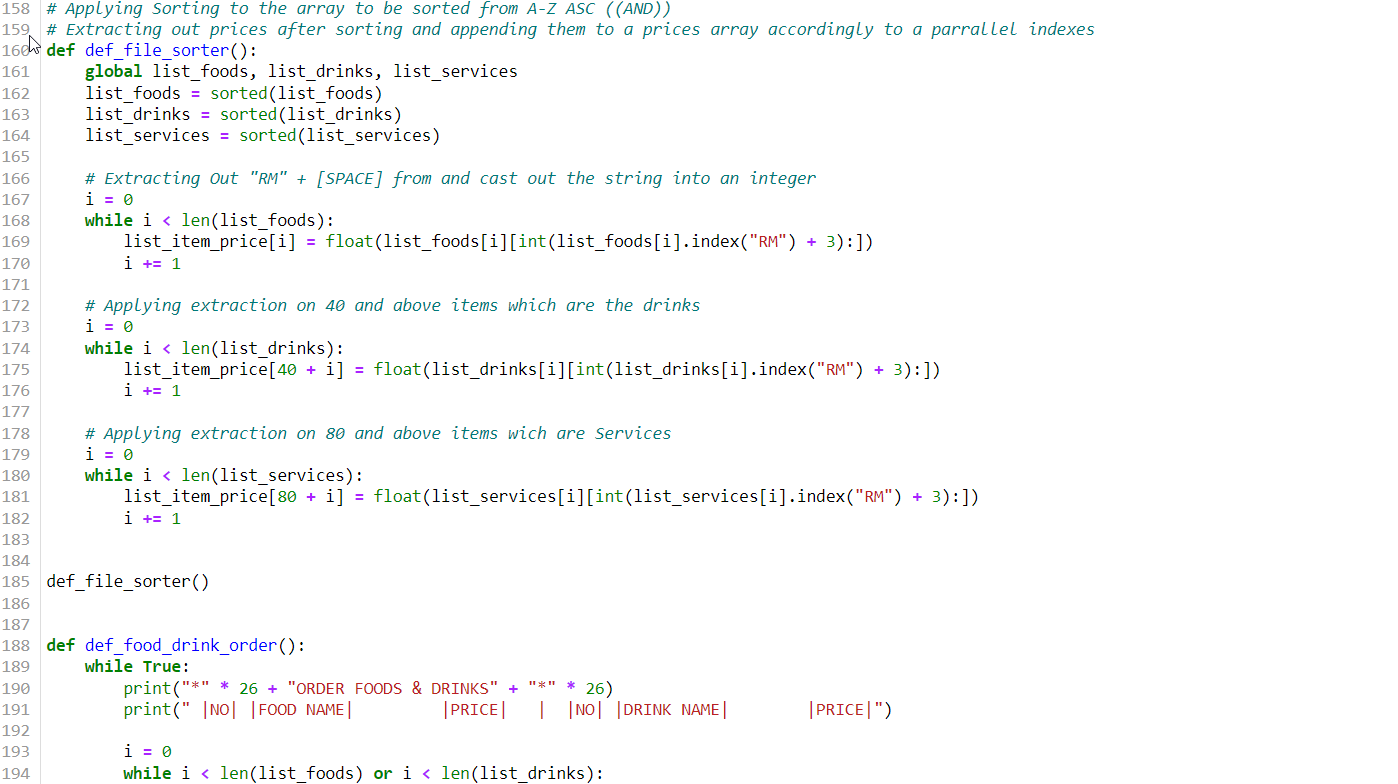 158 # Applying Sorting to the array to be sorted from A-Z ASC ((AND))
159 # Extracting out prices after sorting and appending them to a prices array accordingly to a parrallel indexes
160 def def_file_sorter():
161     global list_foods, list_drinks, list_services
162     list_foods = sorted(list_foods)
163     list_drinks = sorted(list_drinks)
164     list_services = sorted(list_services)
165
166     # Extracting Out "RM" + [SPACE] from and cast out the string into an integer
167     i = 0
168     while i < len(list_foods):
169         list_item_price[i] = float(list_foods[i][int(list_foods[i].index("RM") + 3):])
170         i += 1
171
172     # Applying extraction on 40 and above items which are the drinks
173     i = 0
174     while i < len(list_drinks):
175         list_item_price[40 + i] = float(list_drinks[i][int(list_drinks[i].index("RM") + 3):])
176         i += 1
177
178     # Applying extraction on 80 and above items wich are Services
179     i = 0
180     while i < len(list_services):
181         list_item_price[80 + i] = float(list_services[i][int(list_services[i].index("RM") + 3):])
182         i += 1
183
184
185 def_file_sorter()
186
187
188 def def_food_drink_order():
189     while True:
190         print("*" * 26 + "ORDER FOODS & DRINKS" + "*" * 26)
191         print(" |NO| |FOOD NAME|         |PRICE|   |  |NO| |DRINK NAME|        |PRICE|")
192
193         i = 0
194         while i < len(list_foods) or i < len(list_drinks):